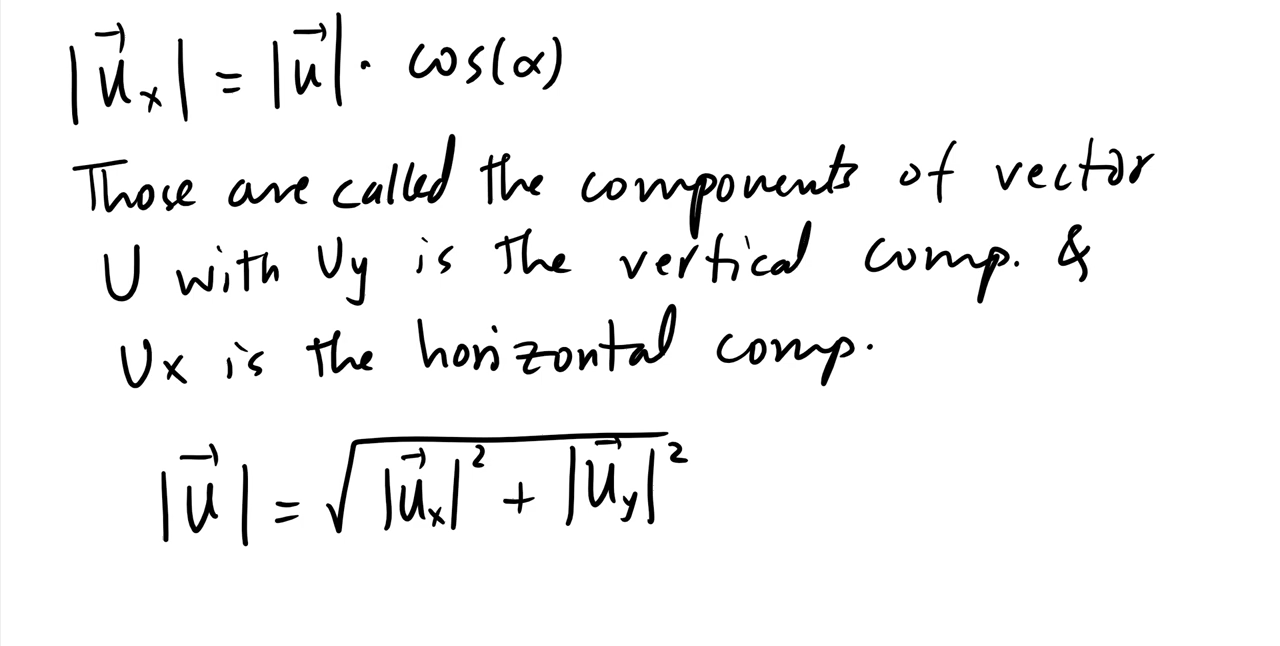 |u⃗ₓ| = |u⃗| · cos(α)
Those are called the components of vector
U with Uy is the vertical comp. &
Ux is the horizontal comp.
|u⃗| = √(|u⃗ₓ|² + |u⃗y|²)